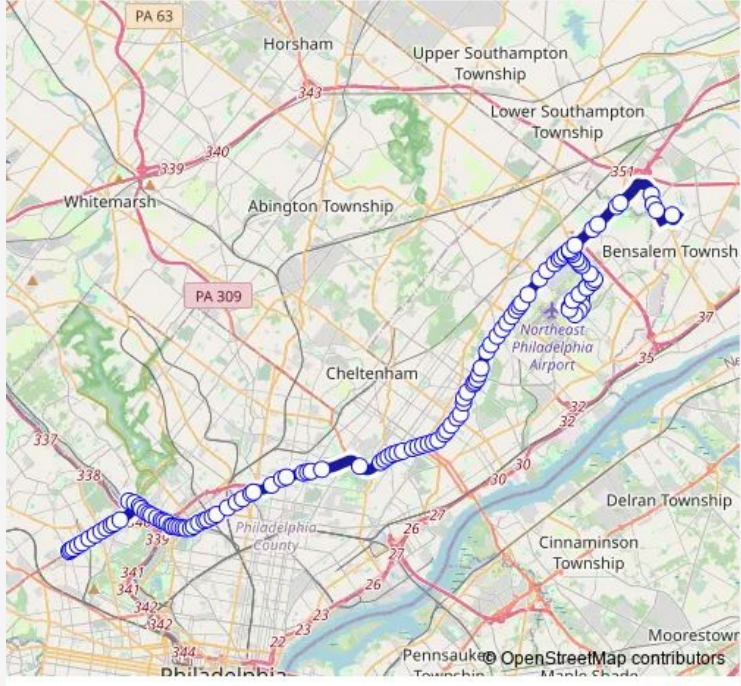 PA 63
Horsham
Upper Southampton
Township
343
Lower Southampton
Township
340
339
351
Whitemarsh
Abington Township
Bensalem Townsh
PA 309
37
Northeast
Philadelphia
Airport
35
Cheltenham
32
32
337
338
30
30
Delran Township
340
339
Philadelphia
County
27
26
27
Cinnaminson
Township
341
341
26
342
23
342
23
22
344
Moorestown
Pennsauken
© OpenStreetMap contributors
Philadelphia
Township
Maple Shade